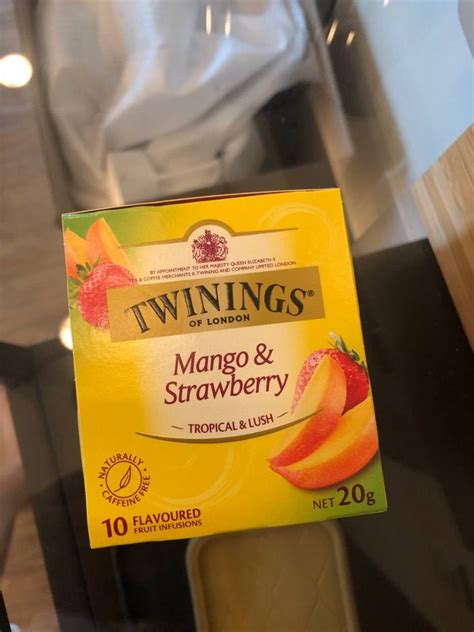 BY APPOINTMENT TO HER MAJESTY QUEEN ELIZABETH II
TEA & COFFEE MERCHANTS R. TWINING AND COMPANY LIMITED LONDON
TWININGS®
OF LONDON
Mango &
Strawberry
TROPICAL & LUSH
NATURALLY
CAFFEINE FREE
10 FLAVOURED
FRUIT INFUSIONS
NET 20g